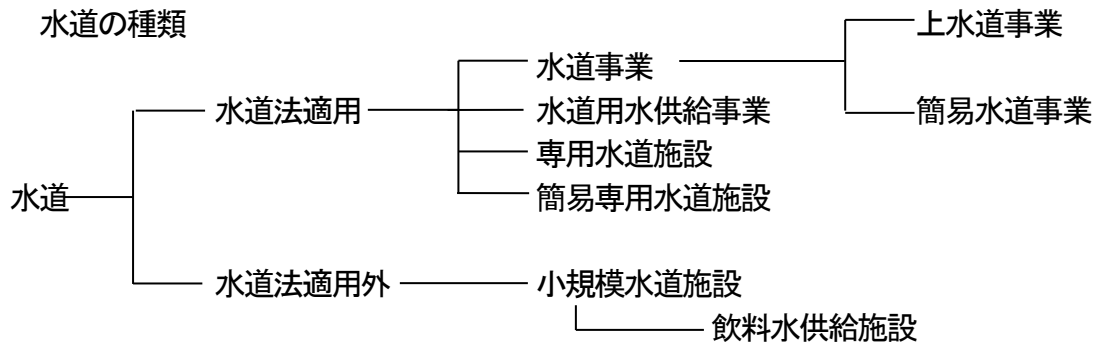 水道の種類
上水道事業
水道事業
水道法適用
水道用水供給事業
簡易水道事業
専用水道施設
水道
簡易専用水道施設
水道法適用外
小規模水道施設
飲料水供給施設